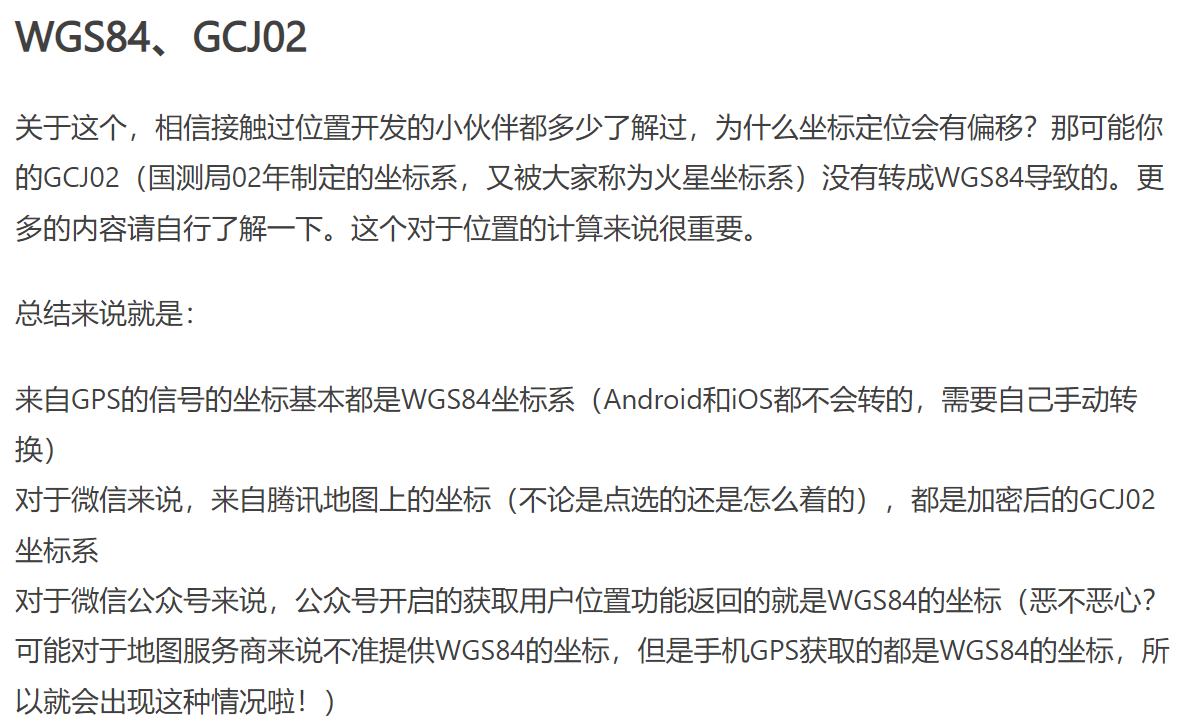 WGS84、GCJ02
关于这个，相信接触过位置开发的小伙伴都多少了解过，为什么坐标定位会有偏移？那可能你
的GCJ02（国测局02年制定的坐标系，又被大家称为火星坐标系）没有转成WGS84导致的。更
多的内容请自行了解一下。这个对于位置的计算来说很重要。
总结来说就是：
来自GPS的信号的坐标基本都是WGS84坐标系（Android和iOS都不会转的，需要自己手动转
换）
对于微信来说，来自腾讯地图上的坐标（不论是点选的还是怎么着的），都是加密后的GCJ02
坐标系
对于微信公众号来说，公众号开启的获取用户位置功能返回的就是WGS84的坐标（恶不恶心？
可能对于地图服务商来说不准提供WGS84的坐标，但是手机GPS获取的都是WGS84的坐标，所
以就会出现这种情况啦！）